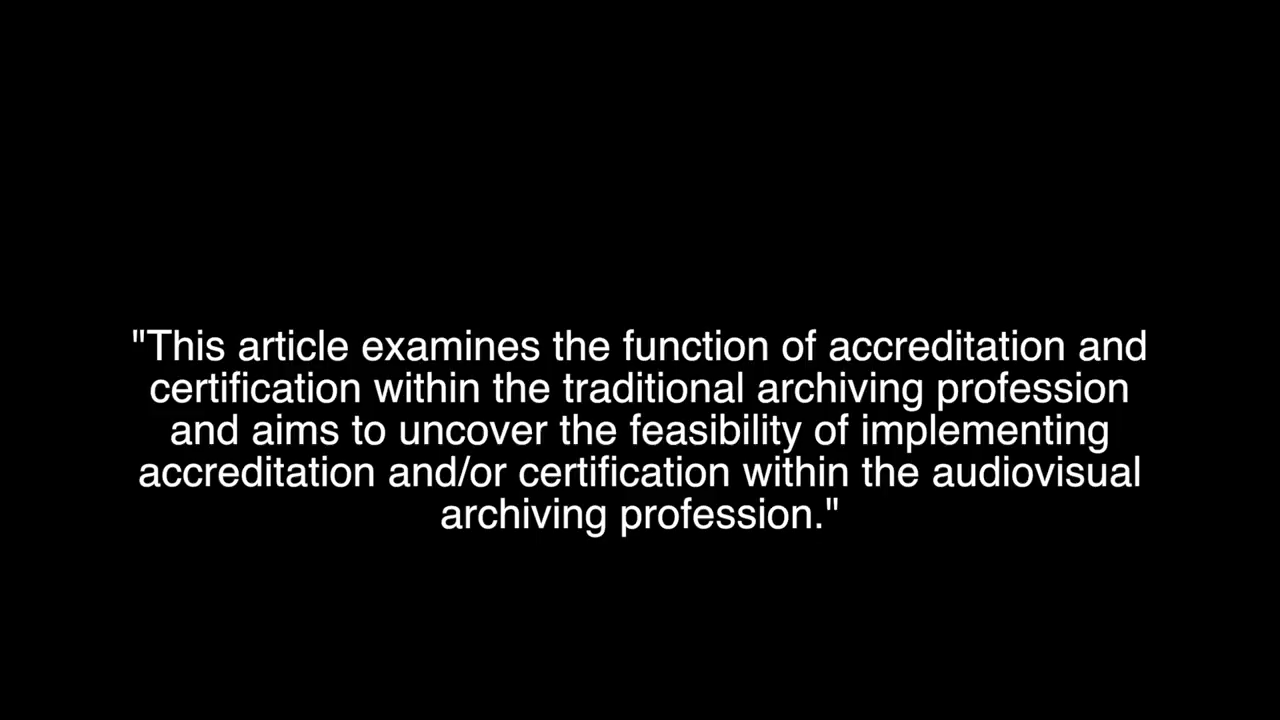 "This article examines the function of accreditation and
certification within the traditional archiving profession
and aims to uncover the feasibility of implementing
accreditation and/or certification within the audiovisual
archiving profession."